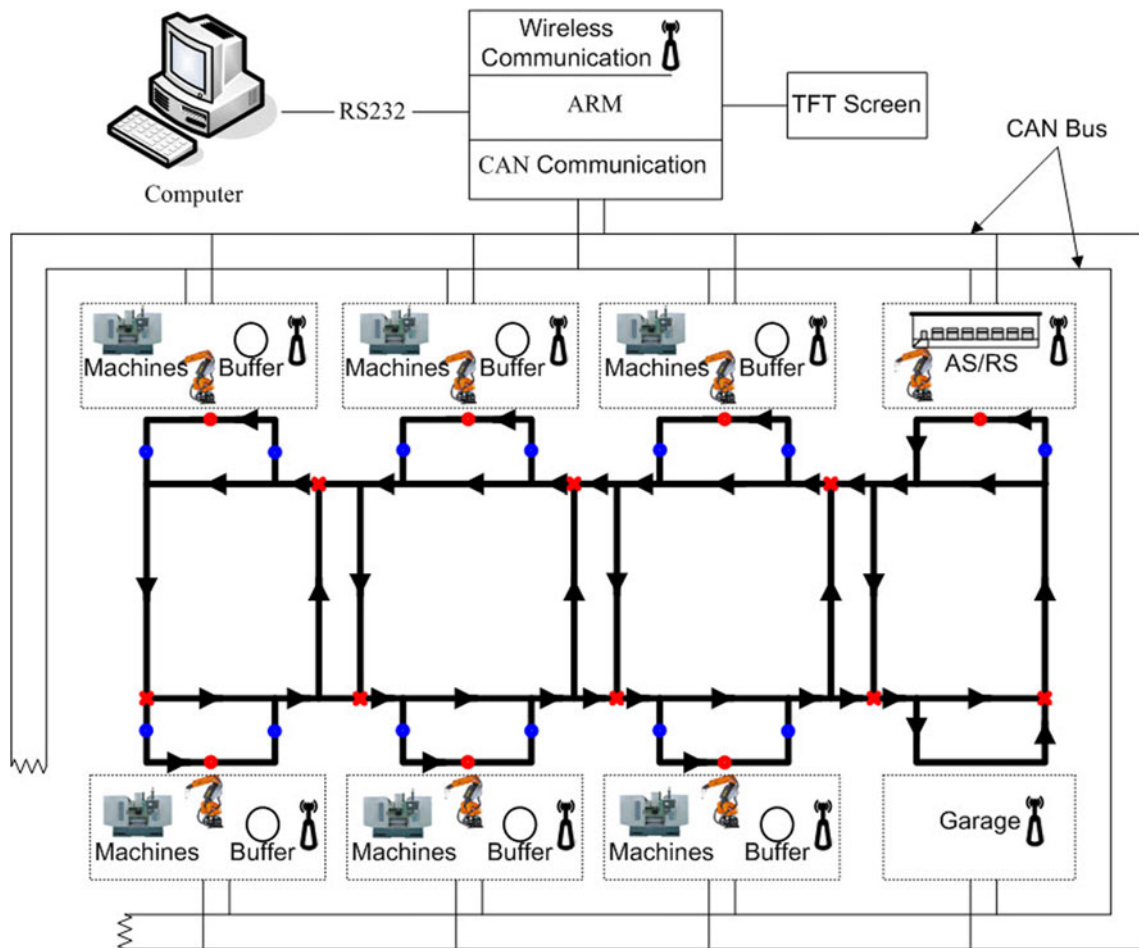 Wireless
Communication
RS232
ARM
TFT Screen
CAN Communication
CAN Bus
Computer
Machines Buffer
Machines Buffer
Machines Buffer
AS/RS
Machines Buffer
Machines Buffer
Machines Buffer
Garage